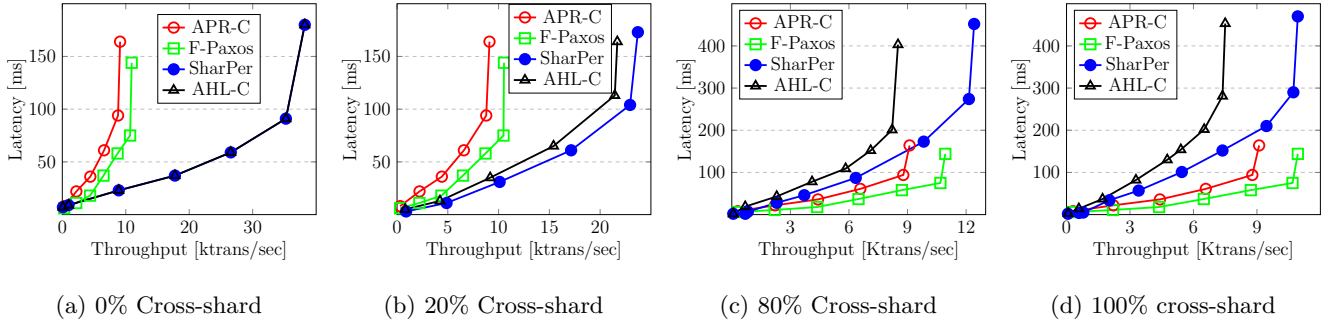 150
100
50
Latency [ms]
0
10
20
30
Throughput [ktrans/sec]
APR-C
F-Paxos
SharPer
AHL-C
(a) 0% Cross-shard
150
100
50
Latency [ms]
0
5
10
15
20
Throughput [ktrans/sec]
APR-C
F-Paxos
SharPer
AHL-C
(b) 20% Cross-shard
400
300
200
100
0
Latency [ms]
3
6
9
12
Throughput [Ktrans/sec]
APR-C
F-Paxos
SharPer
AHL-C
(c) 80% Cross-shard
400
300
200
100
0
Latency [ms]
0
3
6
9
Throughput [Ktrans/sec]
APR-C
F-Paxos
SharPer
AHL-C
(d) 100% cross-shard